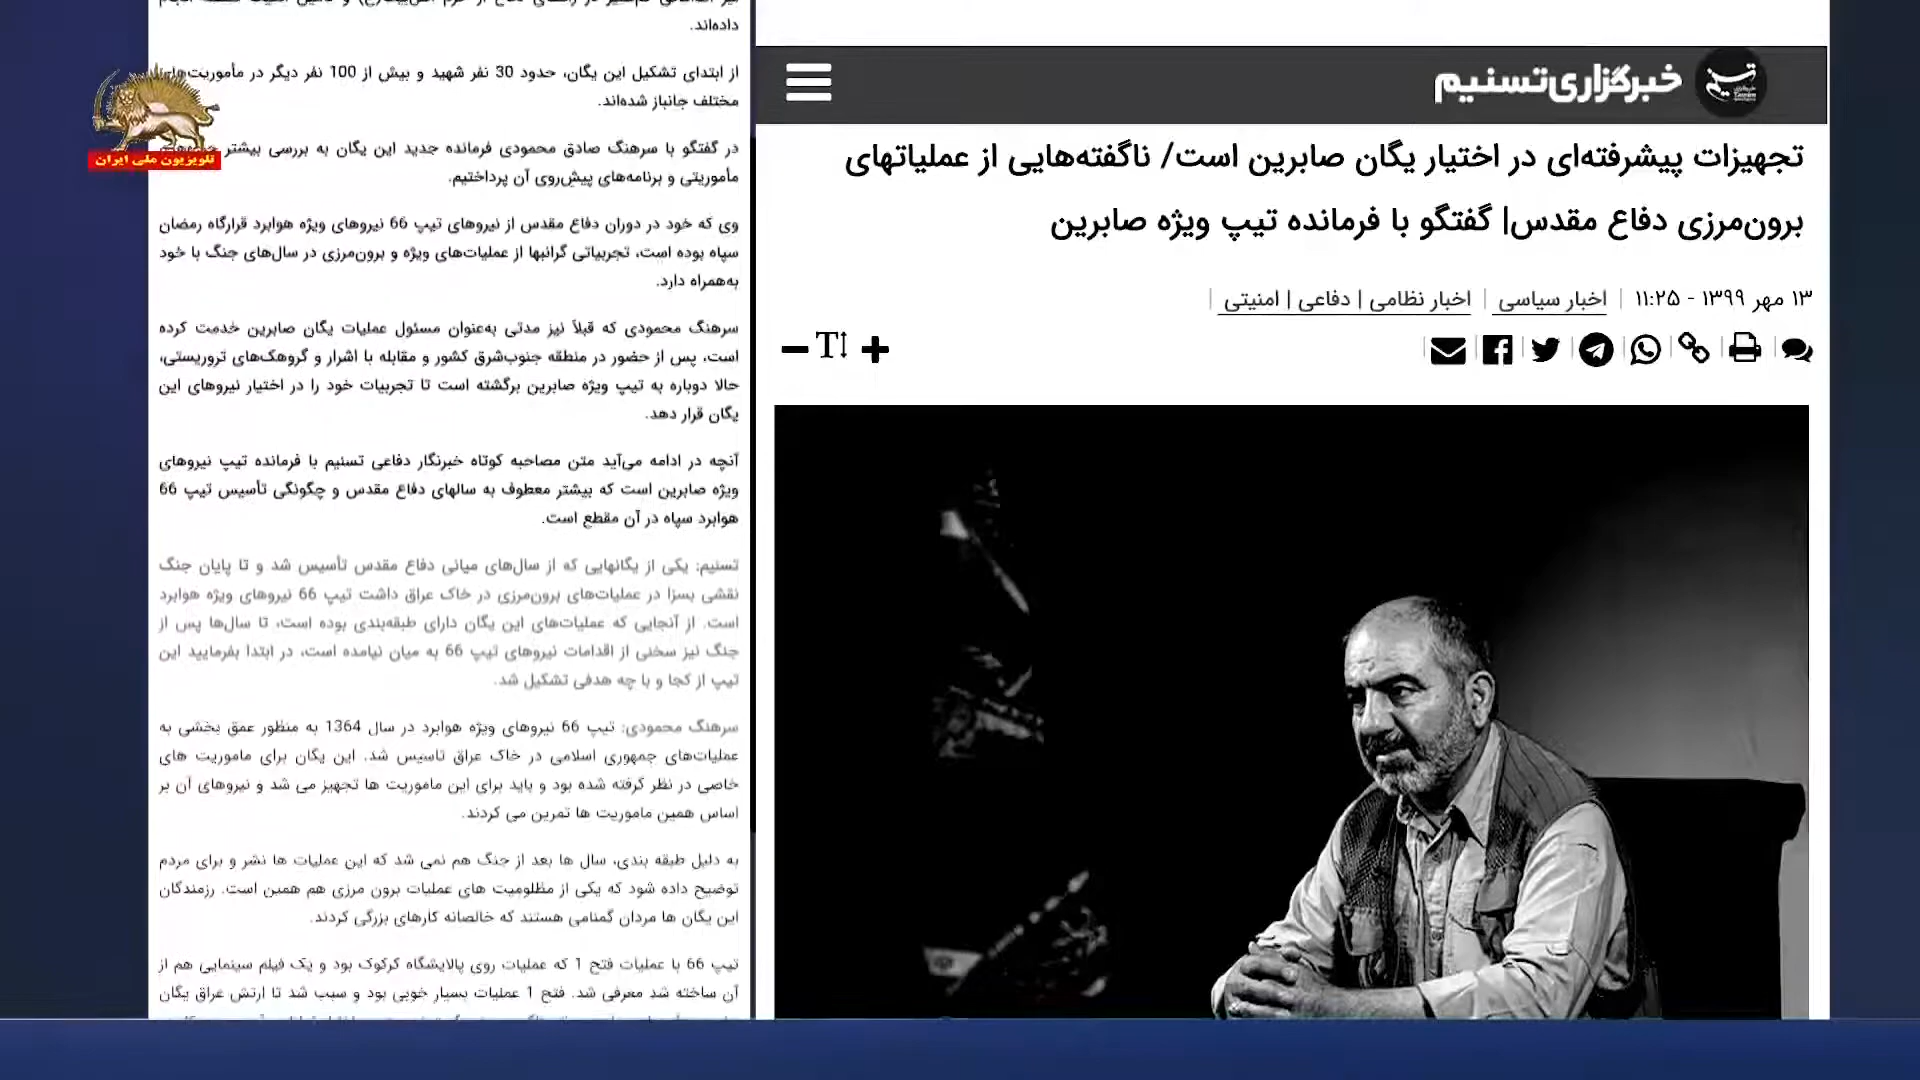 خبرگزاری تسنیم
تجهیزات پیشرفته‌ای در اختیار یگان صابرین است/ ناگفته‌هایی از عملیاتهای
برون‌مرزی دفاع مقدس| گفتگو با فرمانده تیپ ویژه صابرین
۱۳ مهر ۱۳۹۹ - ۱۱:۲۵ | اخبار سیاسی | اخبار نظامی | دفاعی | امنیتی |
تلویزیون ملی ایران
داده‌اند.
از ابتدای تشکیل این یگان، حدود 30 نفر شهید و بیش از 100 نفر دیگر در مأموریت‌های
مختلف جانباز شده‌اند.
در گفتگو با سرهنگ صادق محمودی فرمانده جدید این یگان به بررسی بیشتر
مأموریتی و برنامه‌های پیش‌روی آن پرداختیم.
وی که خود در دوران دفاع مقدس از نیروهای تیپ 66 نیروهای ویژه هوابرد قرارگاه رمضان
سپاه بوده است، تجربیاتی گرانبها از عملیات‌های ویژه و برون‌مرزی در سال‌های جنگ با خود
به‌همراه دارد.
سرهنگ محمودی که قبلاً نیز مدتی به‌عنوان مسئول عملیات یگان صابرین خدمت کرده
است، پس از حضور در منطقه جنوب‌شرق کشور و مقابله با اشرار و گروهک‌های تروریستی،
حالا دوباره به تیپ ویژه صابرین برگشته است تا تجربیات خود را در اختیار نیروهای این
یگان قرار دهد.
آنچه در ادامه می‌آید متن مصاحبه کوتاه خبرنگار دفاعی تسنیم با فرمانده تیپ نیروهای
ویژه صابرین است که بیشتر معطوف به سالهای دفاع مقدس و چگونگی تأسیس تیپ 66
هوابرد سپاه در آن مقطع است.
تسنیم: یکی از یگانهایی که از سال‌های میانی دفاع مقدس تأسیس شد و تا پایان جنگ
نقشی بسزا در عملیات‌های برون‌مرزی در خاک عراق داشت تیپ 66 نیروهای ویژه هوابرد
است. از آنجایی که عملیات‌های این یگان دارای طبقه‌بندی بوده است، تا سال‌ها پس از
جنگ نیز سخنی از اقدامات نیروهای تیپ 66 به میان نیامده است، در ابتدا بفرمایید این
تیپ از کجا و با چه هدفی تشکیل شد.
سرهنگ محمودی: تیپ 66 نیروهای ویژه هوابرد در سال 1364 به منظور عمق بخشی به
عملیات‌های جمهوری اسلامی در خاک عراق تاسیس شد. این یگان برای ماموریت های
خاصی در نظر گرفته شده بود و باید برای این ماموریت ها تجهیز می شد و نیروهای آن بر
اساس همین ماموریت ها تمرین می کردند.
به دلیل طبقه بندی، سال ها بعد از جنگ هم نمی شد که این عملیات ها نشر و برای مردم
توضیح داده شود که یکی از مظلومیت های عملیات برون مرزی هم همین است. رزمندگان
این یگان ها مردان گمنامی هستند که خالصانه کارهای بزرگی کردند.
تیپ 66 با عملیات فتح 1 که عملیات روی پالایشگاه کرکوک بود و یک فیلم سینمایی هم از
آن ساخته شد معرفی شد. فتح 1 عملیات بسیار خوبی بود و سبب شد تا ارتش عراق یگان